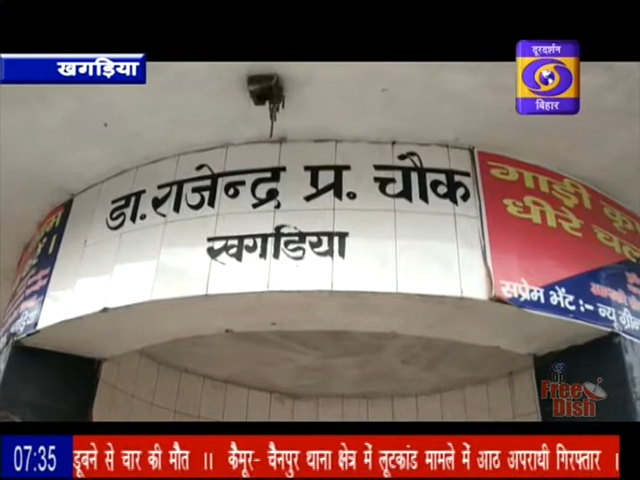 खगड़िया
दूरदर्शन
बिहार
डा. राजेन्द्र प्र. चौक
खगडिया
गाड़ी
धीरे
सप्रेम भेंट :- न्यू ग्रीन
Free
Dish
07:35
डूबने से चार की मौत ।। कैमूर- चैनपुर थाना क्षेत्र में लूटकांड मामले में आठ अपराधी गिरफ्तार ।